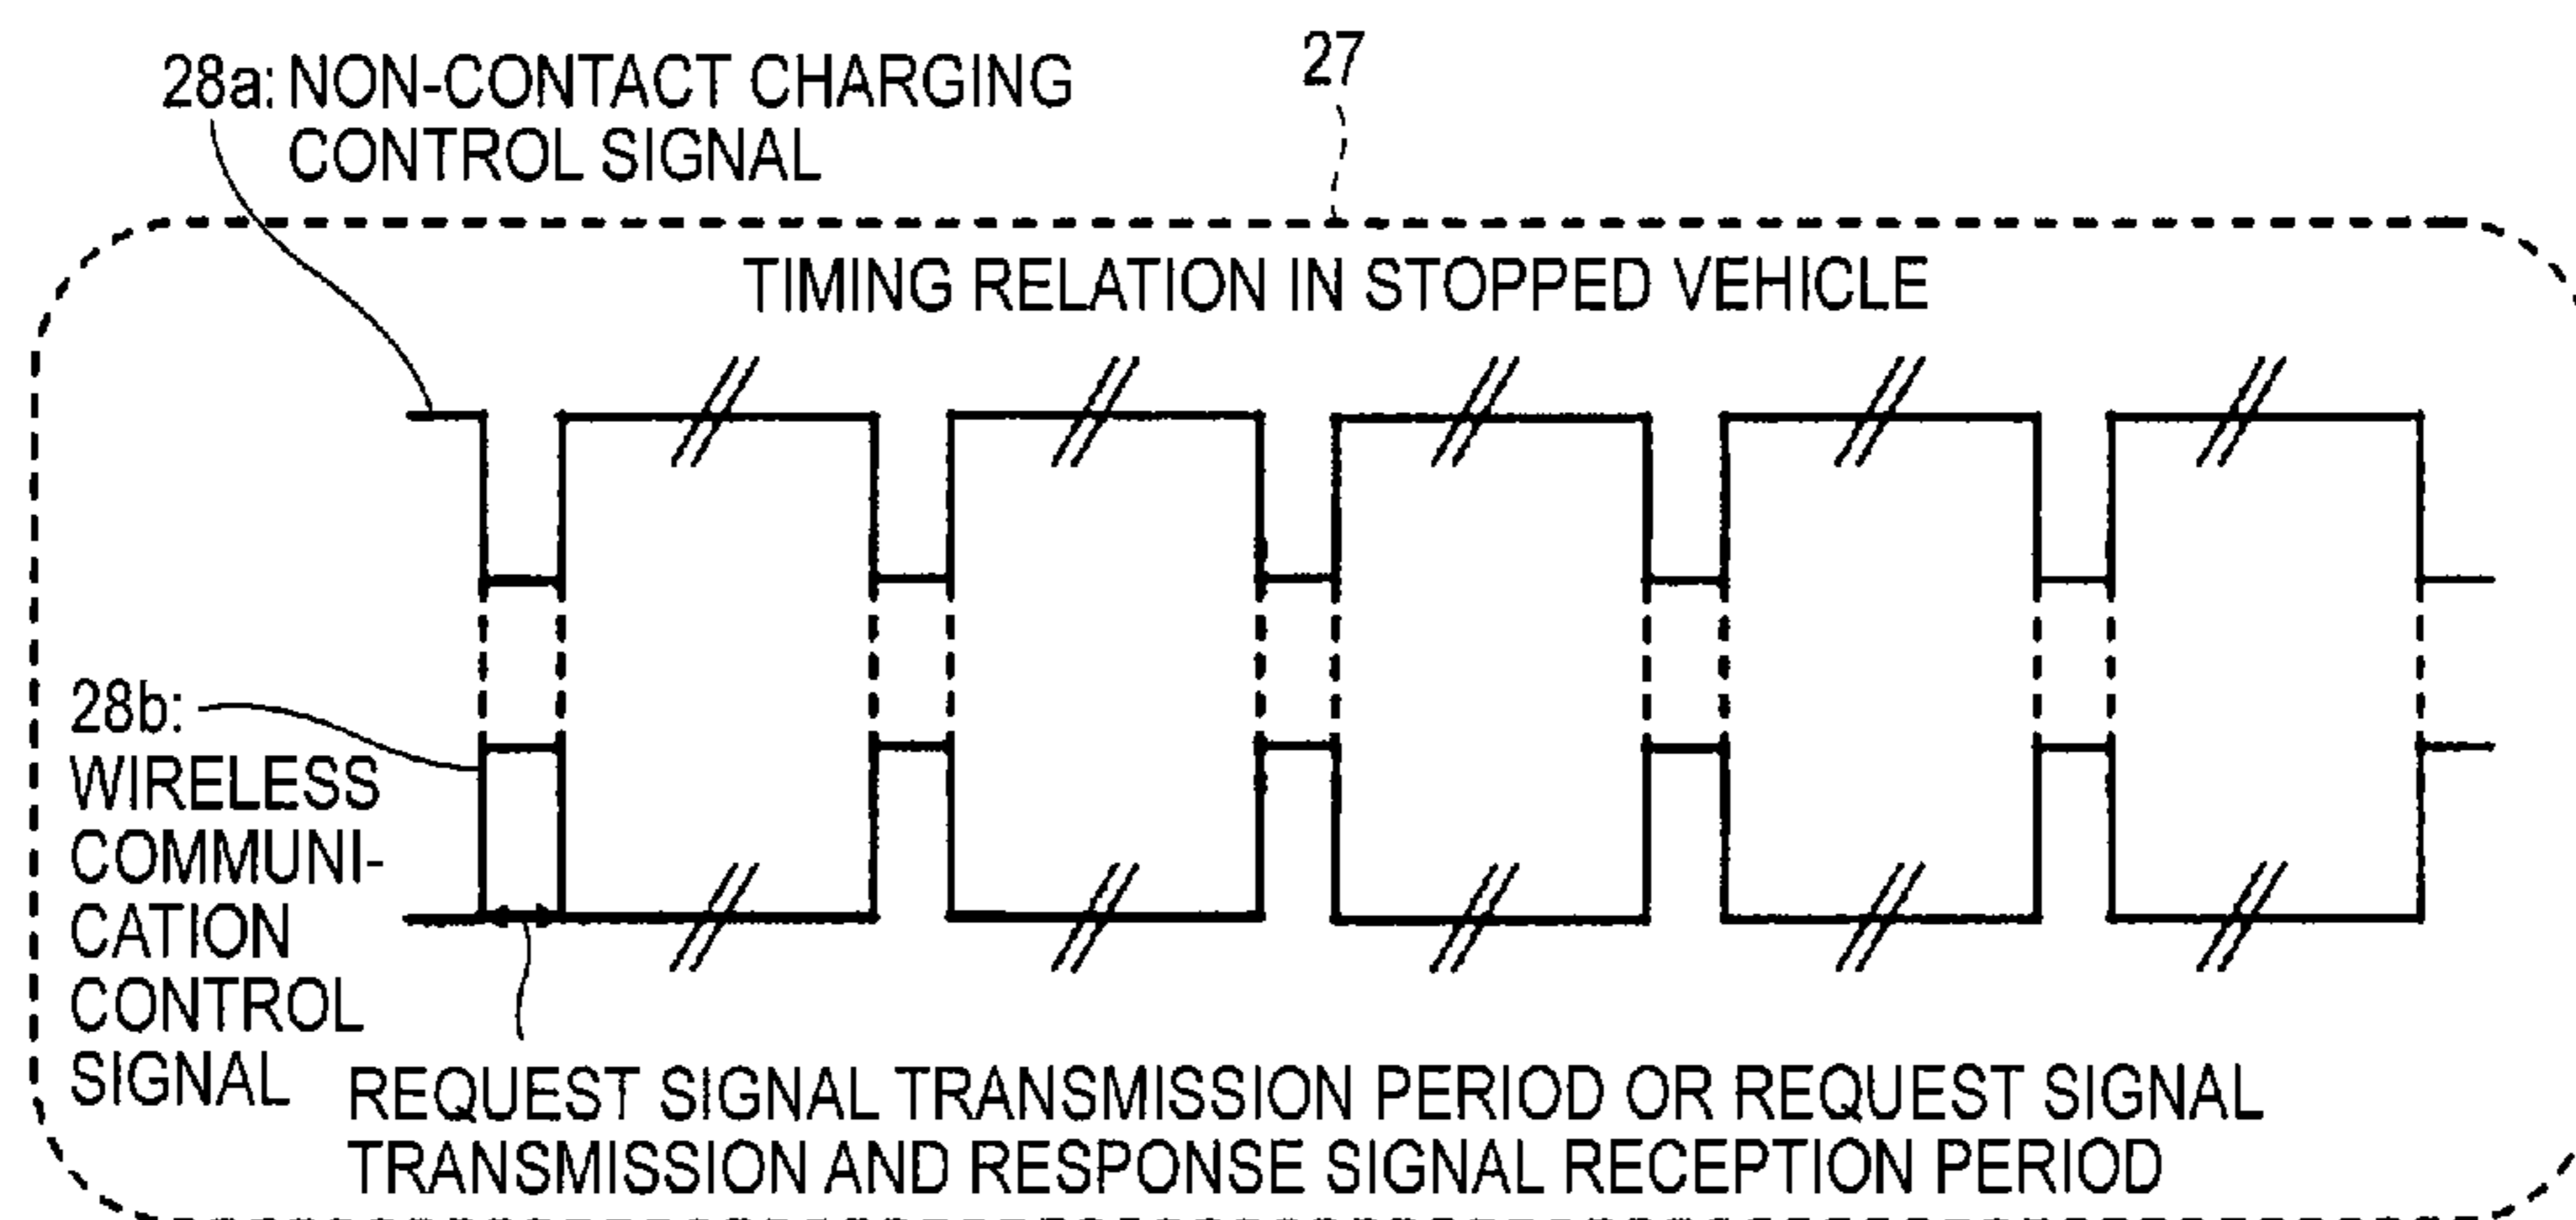 27
28a: NON-CONTACT CHARGING
CONTROL SIGNAL
TIMING RELATION IN STOPPED VEHICLE
28b:
WIRELESS
COMMUNI-
CATION
CONTROL
SIGNAL
REQUEST SIGNAL TRANSMISSION PERIOD OR REQUEST SIGNAL
TRANSMISSION AND RESPONSE SIGNAL RECEPTION PERIOD